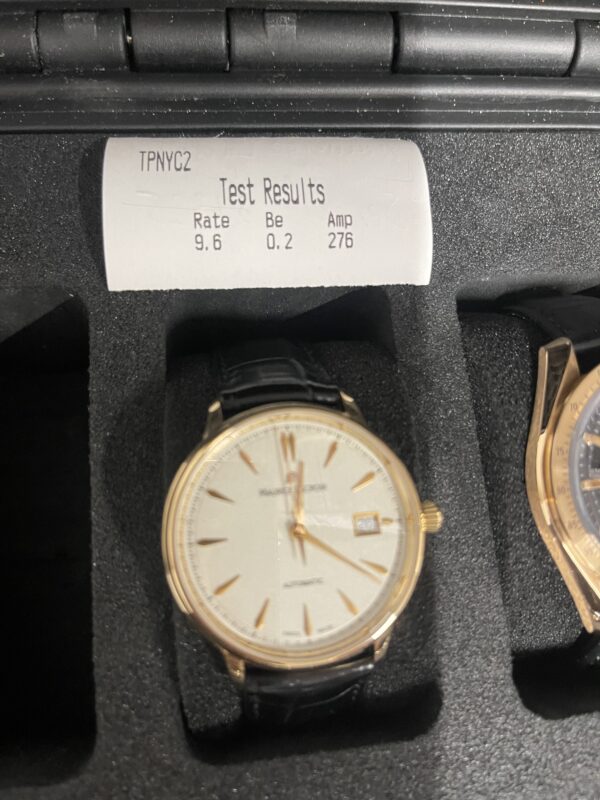 TPNYC2
Test Results
Rate Be Amp
9.6 0.2 276
AUTOMATIC